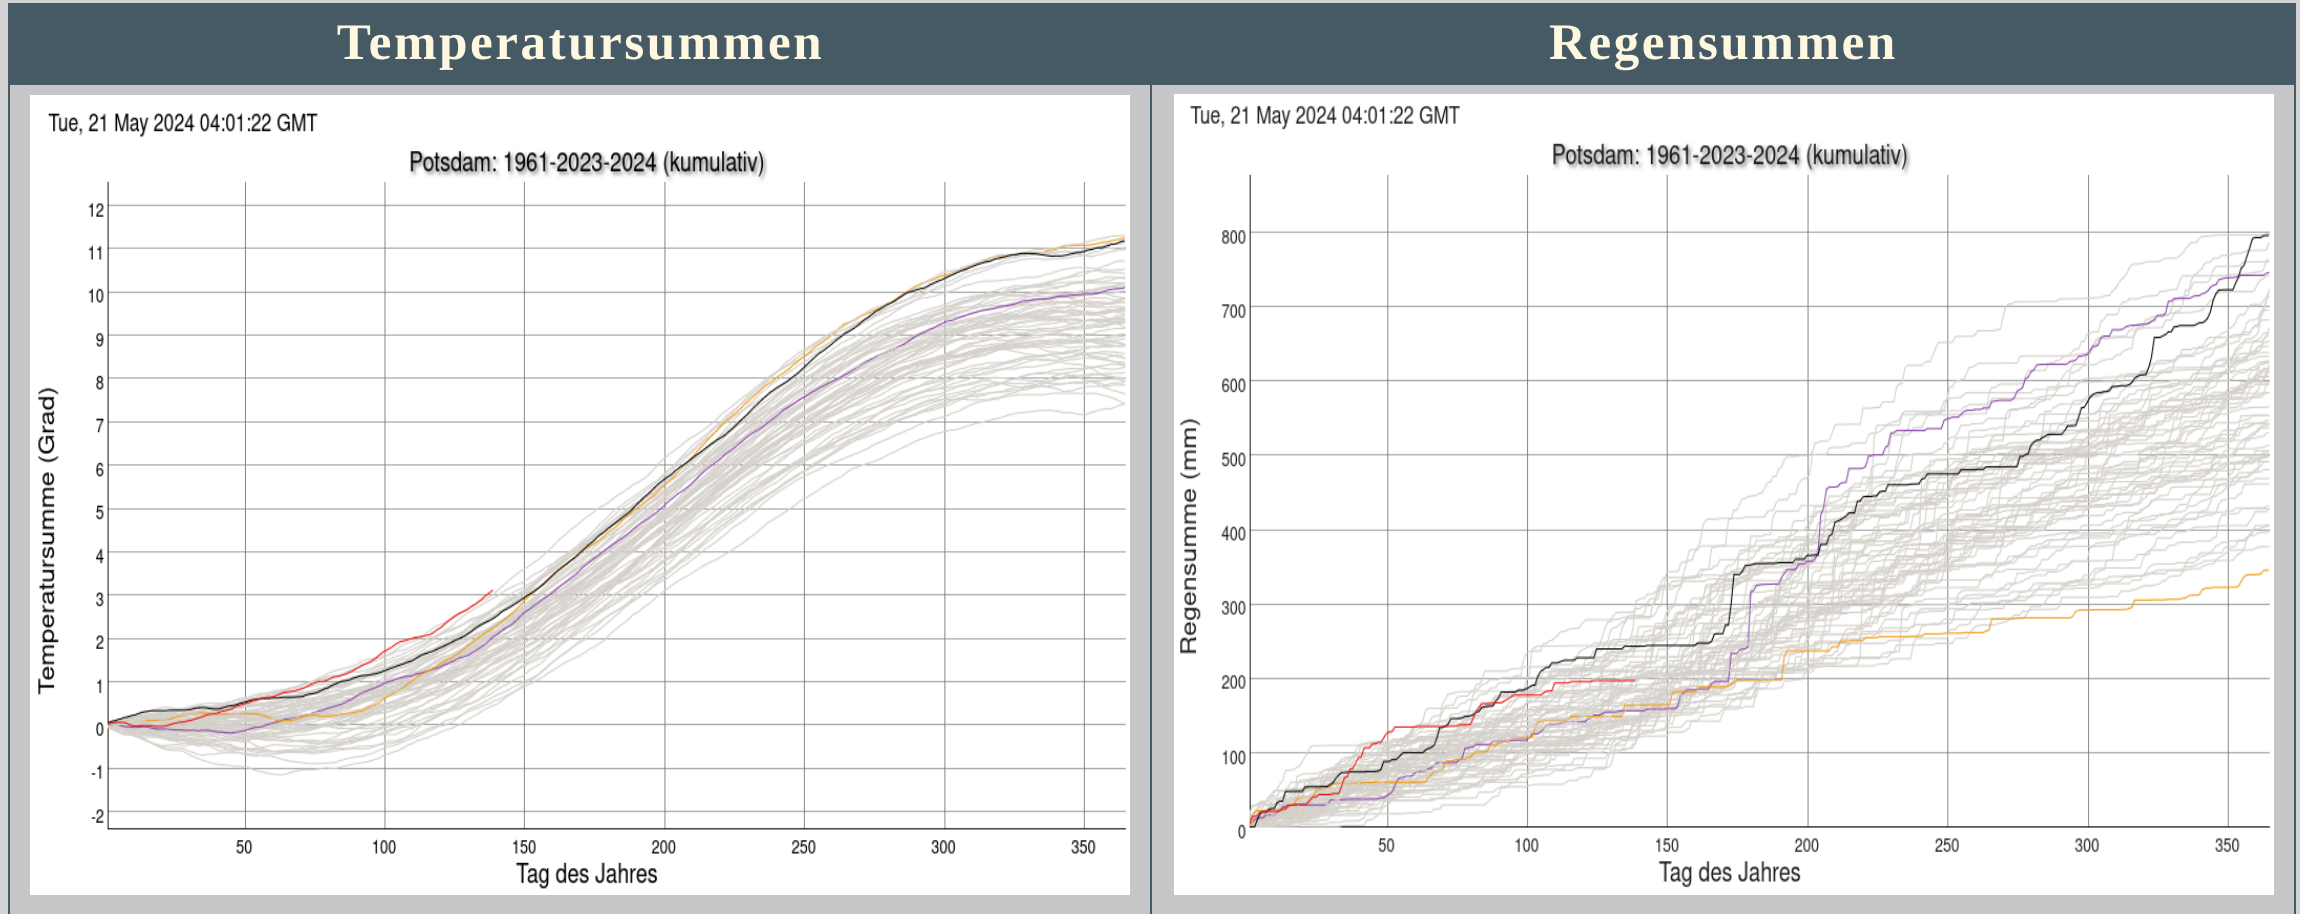 Temperatursummen
Regensummen
Tue, 21 May 2024 04:01:22 GMT
Potsdam: 1961-2023-2024 (kumulativ)
Temperatursumme (Grad)
12
11
10
9
8
7
6
5
4
3
2
1
0
-1
-2
50 100 150 200 250 300 350
Tag des Jahres
Tue, 21 May 2024 04:01:22 GMT
Potsdam: 1961-2023-2024 (kumulativ)
Regensumme (mm)
800
700
600
500
400
300
200
100
0
50 100 150 200 250 300 350
Tag des Jahres